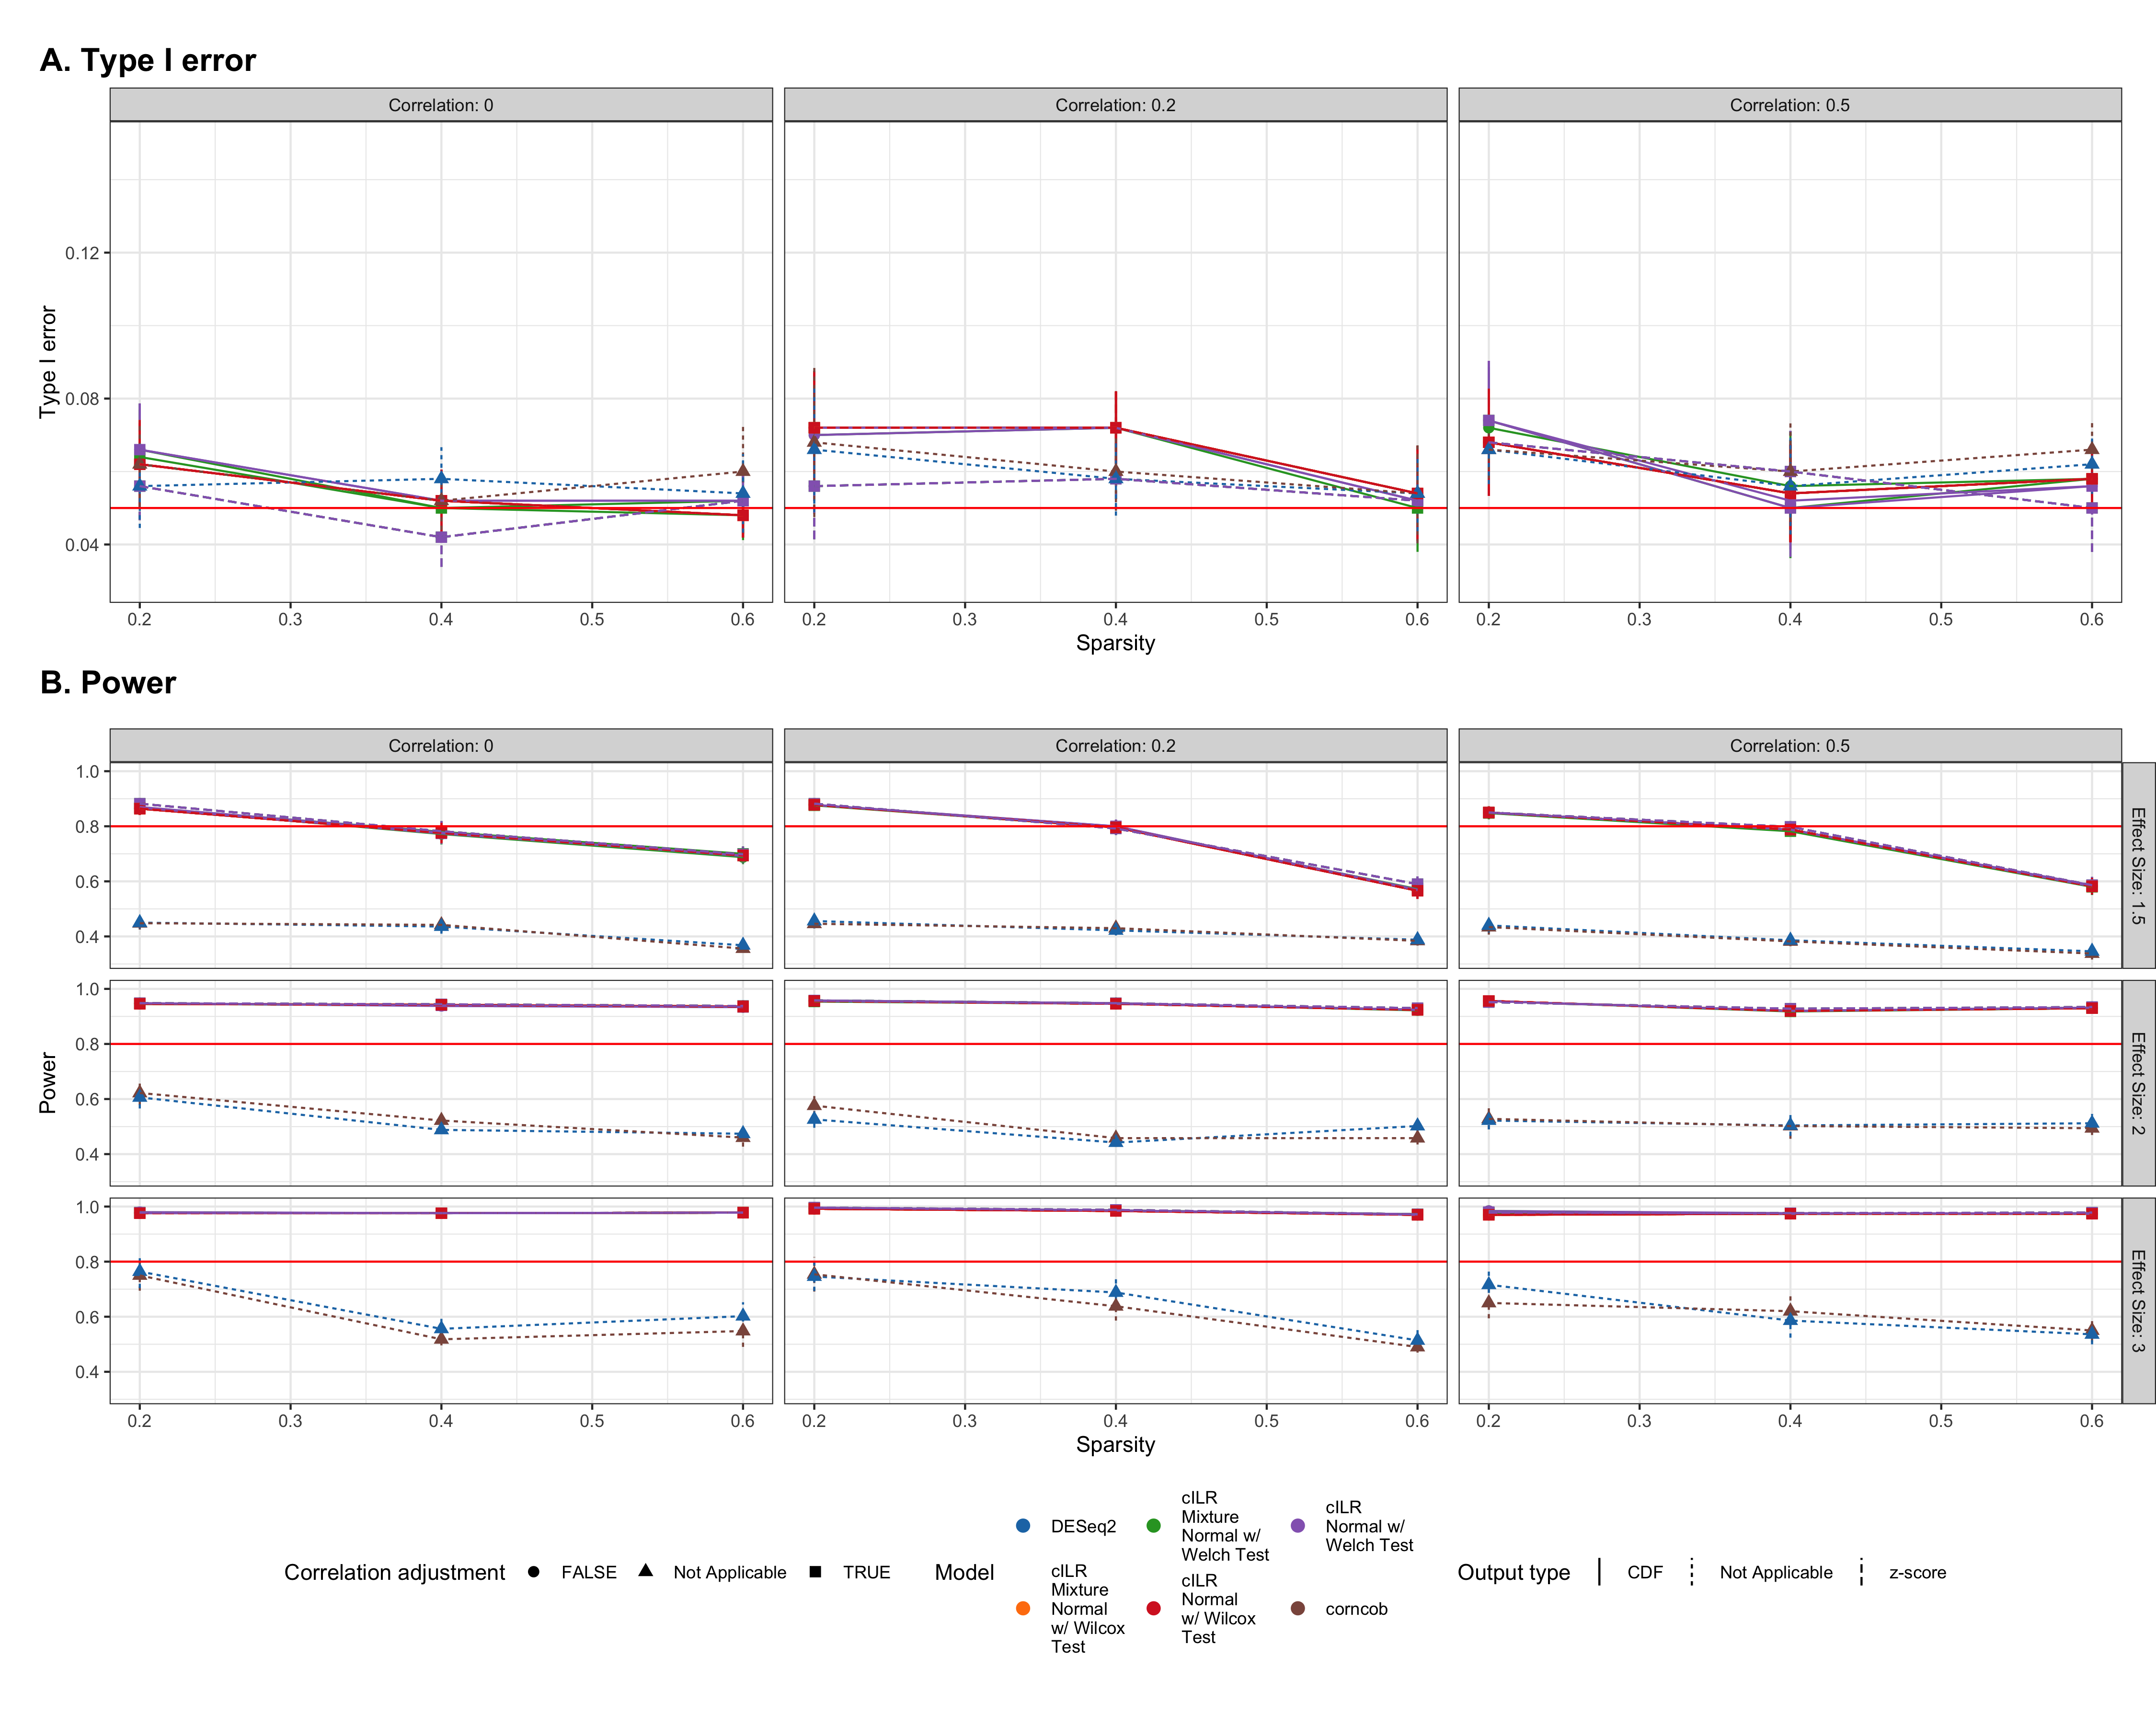 A. Type I error
Correlation: 0
Correlation: 0.2
Correlation: 0.5
Type I error
0.12
0.08
0.04
0.2 0.3 0.4 0.5 0.6
0.2 0.3 0.4 0.5 0.6
0.2 0.3 0.4 0.5 0.6
Sparsity
B. Power
Correlation: 0
Correlation: 0.2
Correlation: 0.5
Power
1.0
0.8
0.6
0.4
Effect Size: 1.5
1.0
0.8
0.6
0.4
Effect Size: 2
1.0
0.8
0.6
0.4
Effect Size: 3
0.2 0.3 0.4 0.5 0.6
0.2 0.3 0.4 0.5 0.6
0.2 0.3 0.4 0.5 0.6
Sparsity
Correlation adjustment
FALSE
Not Applicable
TRUE
Model
DESeq2
cILR
Mixture
Normal
w/ Wilcox
Test
cILR
Mixture
Normal w/
Welch Test
cILR
Normal
w/ Wilcox
Test
cILR
Normal w/
Welch Test
corncob
Output type
CDF
Not Applicable
z-score